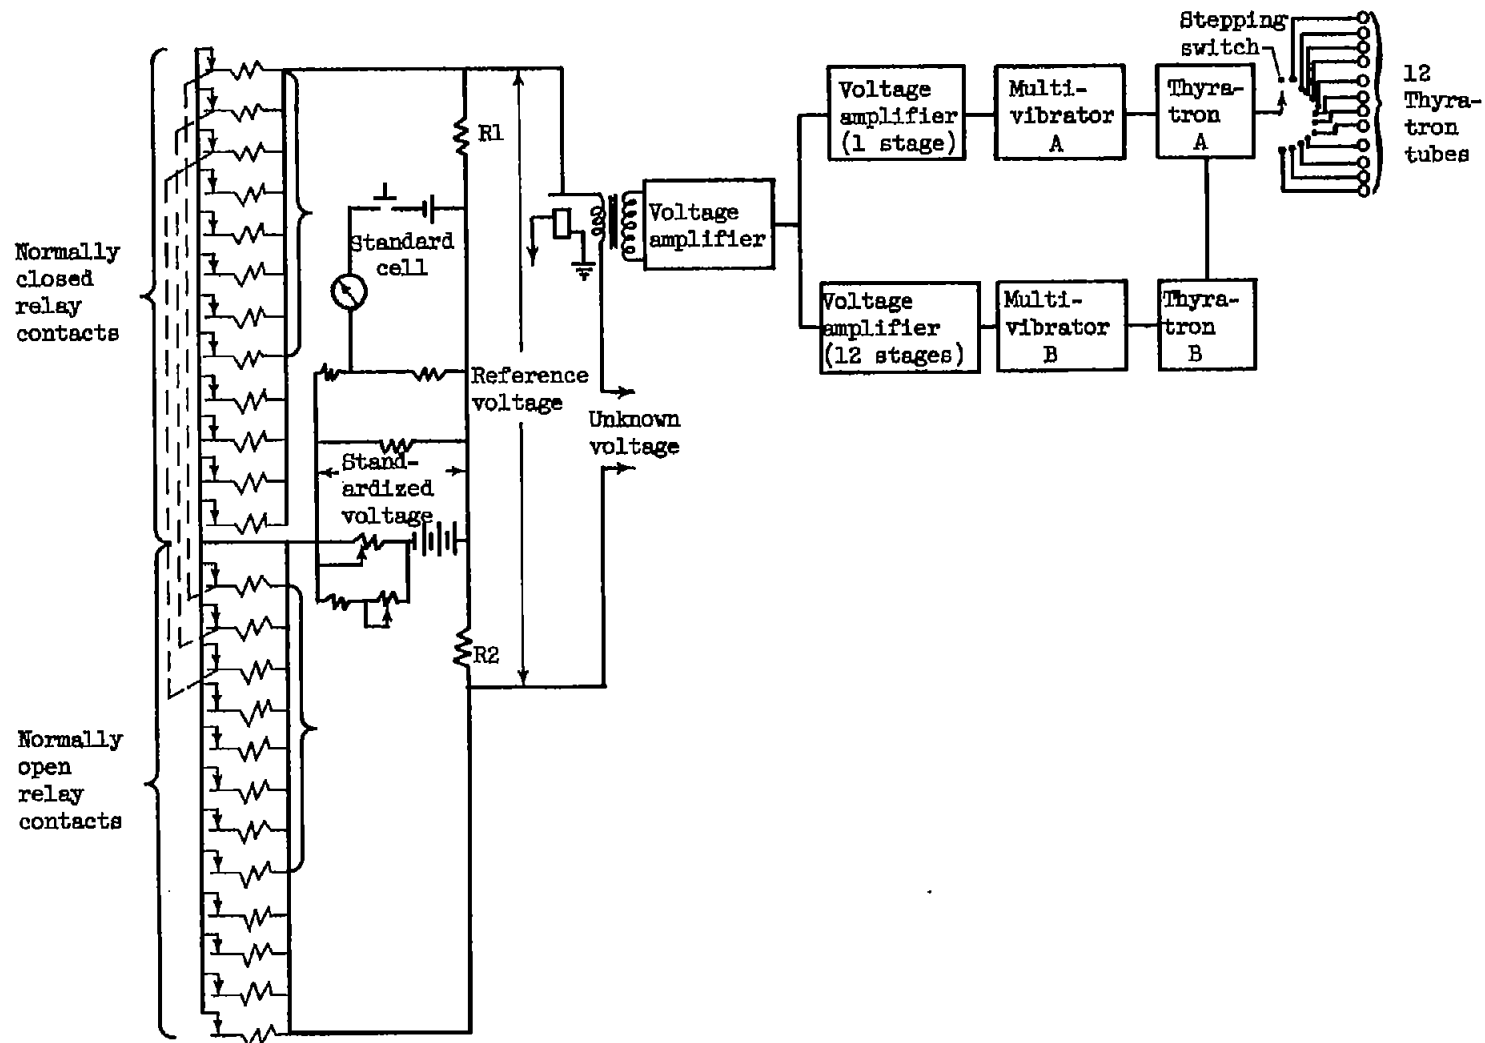 Stepping
switch
12
Thyra-
tron
tubes
Voltage
amplifier
(1 stage)
Multi-
vibrator
A
Thyra-
tron
A
R1
Voltage
amplifier
Standard
cell
Normally
closed
relay
contacts
Voltage
amplifier
(12 stages)
Multi-
vibrator
B
Thyra-
tron
B
Reference
voltage
Unknown
voltage
Stand-
ardized
voltage
R2
Normally
open
relay
contacts